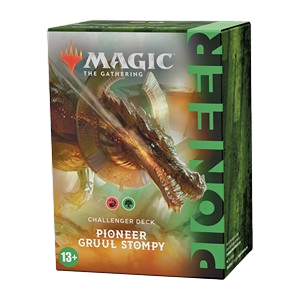 MAGIC
THE GATHERING
CHALLENGER DECK
PIONEER
GRUUL STOMPY
13+
PIONEER